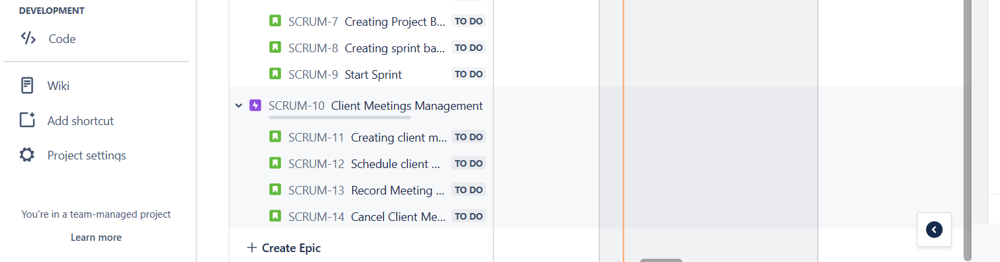 DEVELOPMENT
Code
Wiki
Add shortcut
Project settings
You're in a team-managed project
Learn more
SCRUM-7 Creating Project B... TO DO
SCRUM-8 Creating sprint ba... TO DO
SCRUM-9 Start Sprint TO DO
SCRUM-10 Client Meetings Management
SCRUM-11 Creating client m... TO DO
SCRUM-12 Schedule client ... TO DO
SCRUM-13 Record Meeting ... TO DO
SCRUM-14 Cancel Client Me... TO DO
+ Create Epic